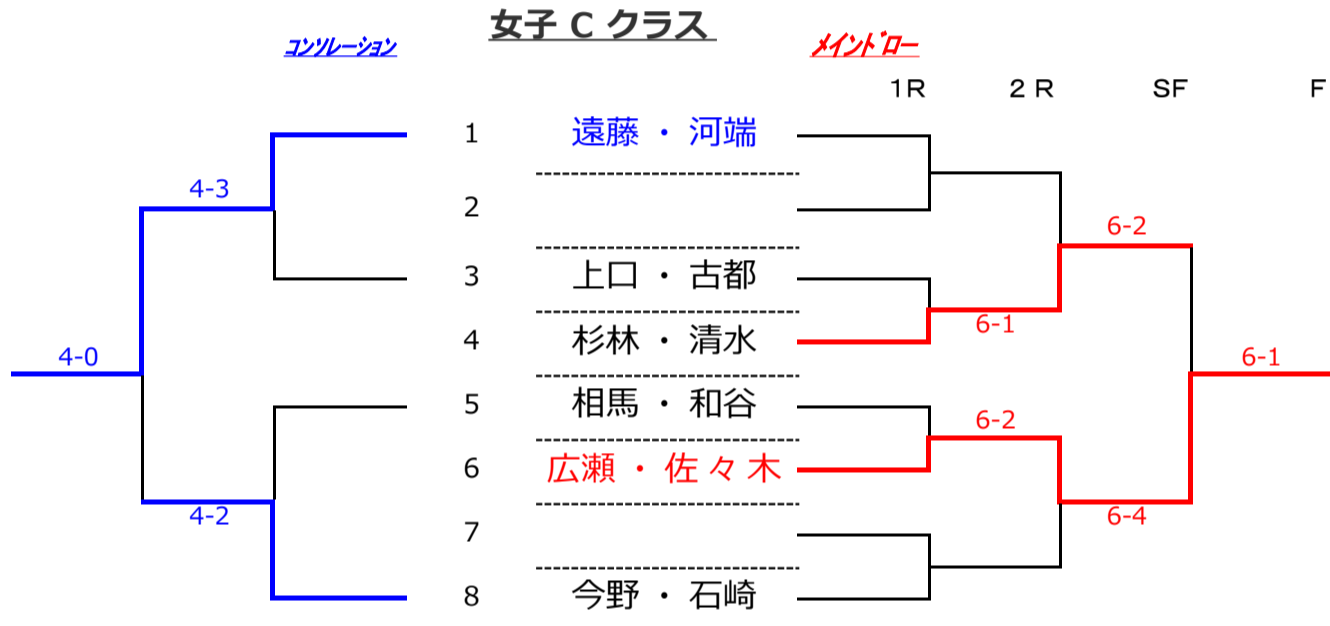 女子 C クラス
コンソレーション
メインドロー
1R 2 R SF F
1 遠藤 ・ 河端
4-3
2
6-2
3 上口 ・ 古都
6-1
4 杉林 ・ 清水
4-0
6-1
5 相馬 ・ 和谷
6-2
6 広瀬 ・ 佐 々 木
4-2
6-4
7
8 今野 ・ 石崎